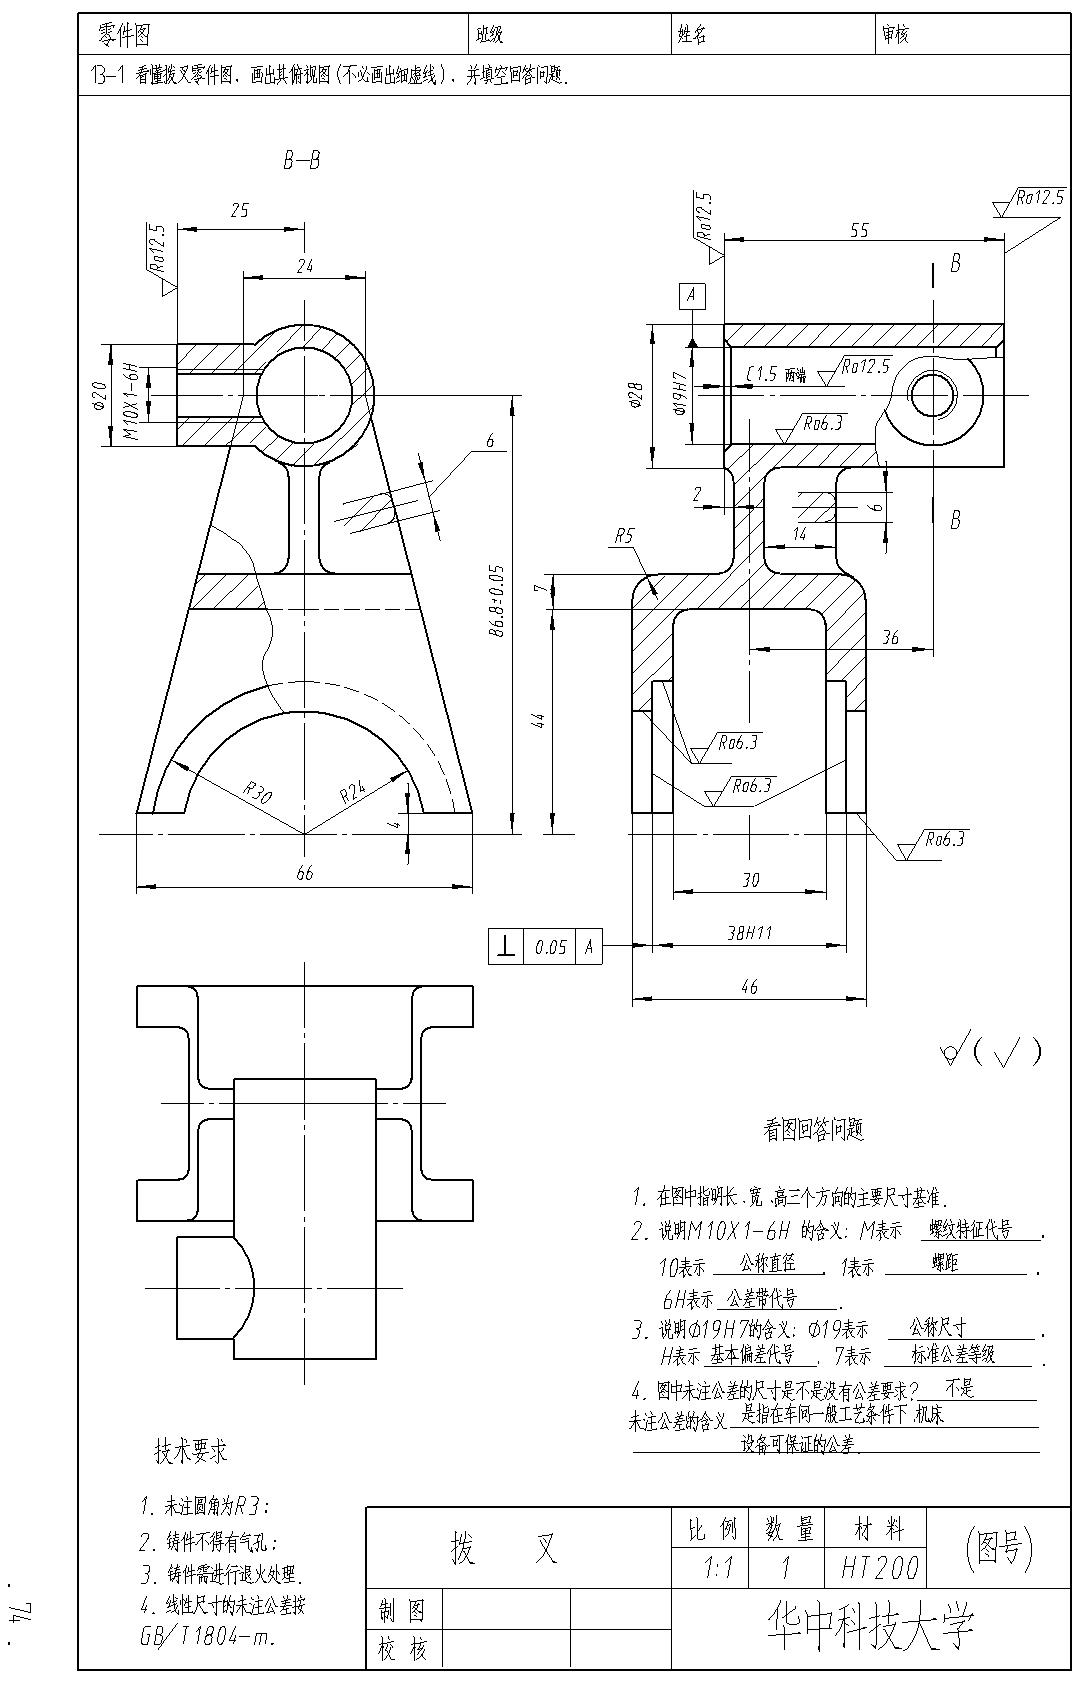 零件图 班级 姓名 审核
13-1 看懂拨叉零件图、画出其俯视图(不必画出细虚线)、并填空回答问题.
B-B
25
Ra12.5
24
Φ20
M10X1-6H
6
86.8±0.05
R30
R24
4
66
Ra12.5
Ra12.5
55
B
A
Φ28
Φ19H7
C1.5 两端
Ra12.5
Ra6.3
2
6
B
14
R5
7
36
44
Ra6.3
Ra6.3
Ra6.3
30
38H11
⊥ 0.05 A
46
( √ )
看图回答问题
1. 在图中指明长、宽、高三个方向的主要尺寸基准.
2. 说明M10X1-6H 的含义: M表示 螺纹特征代号 .
10表示 公称直径 . 1表示 螺距 .
6H表示 公差带代号 .
3. 说明Φ19H7的含义: Φ19表示 公称尺寸 .
H表示 基本偏差代号 . 7表示 标准公差等级 .
4. 图中未注公差的尺寸是不是没有公差要求? 不是
未注公差的含义 是指在车间一般工艺条件下,机床
设备可保证的公差.
技术要求
1. 未注圆角为R3;
2. 铸件不得有气孔;
3. 铸件需进行退火处理.
4. 线性尺寸的未注公差按
GB/T1804-m.
拨 叉
比 例 数 量 材 料 (图号)
1:1 1 HT200
制 图
校 核
华中科技大学
. 74 .